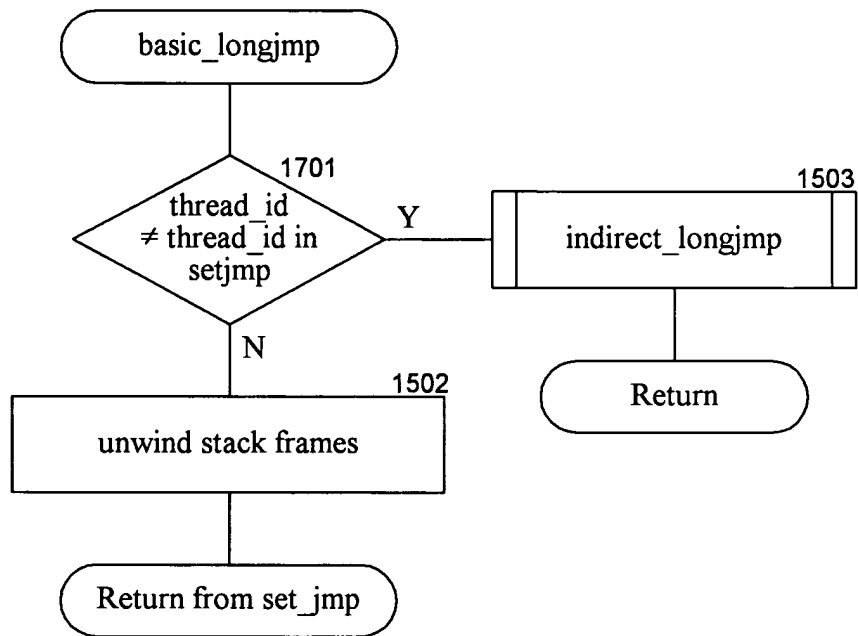 basic_longjmp
1701
thread_id
≠ thread_id in
setjmp
Y
1503
indirect_longjmp
N
Return
1502
unwind stack frames
Return from set_jmp